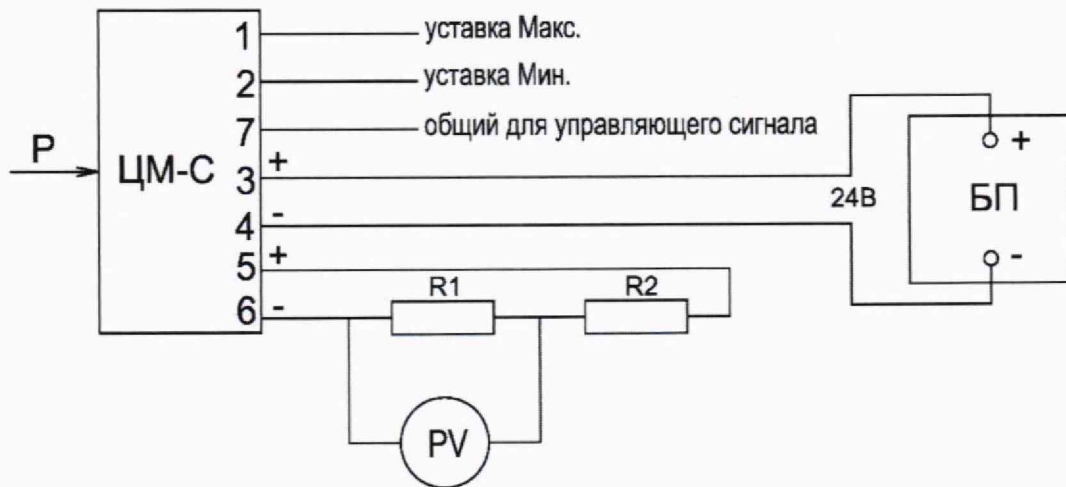 1 уставка Макс.
2 уставка Мин.
7 общий для управляющего сигнала
P
ЦМ-С
3 +
4 -
5 +
6 -
24В
БП
+
-
R1
R2
PV